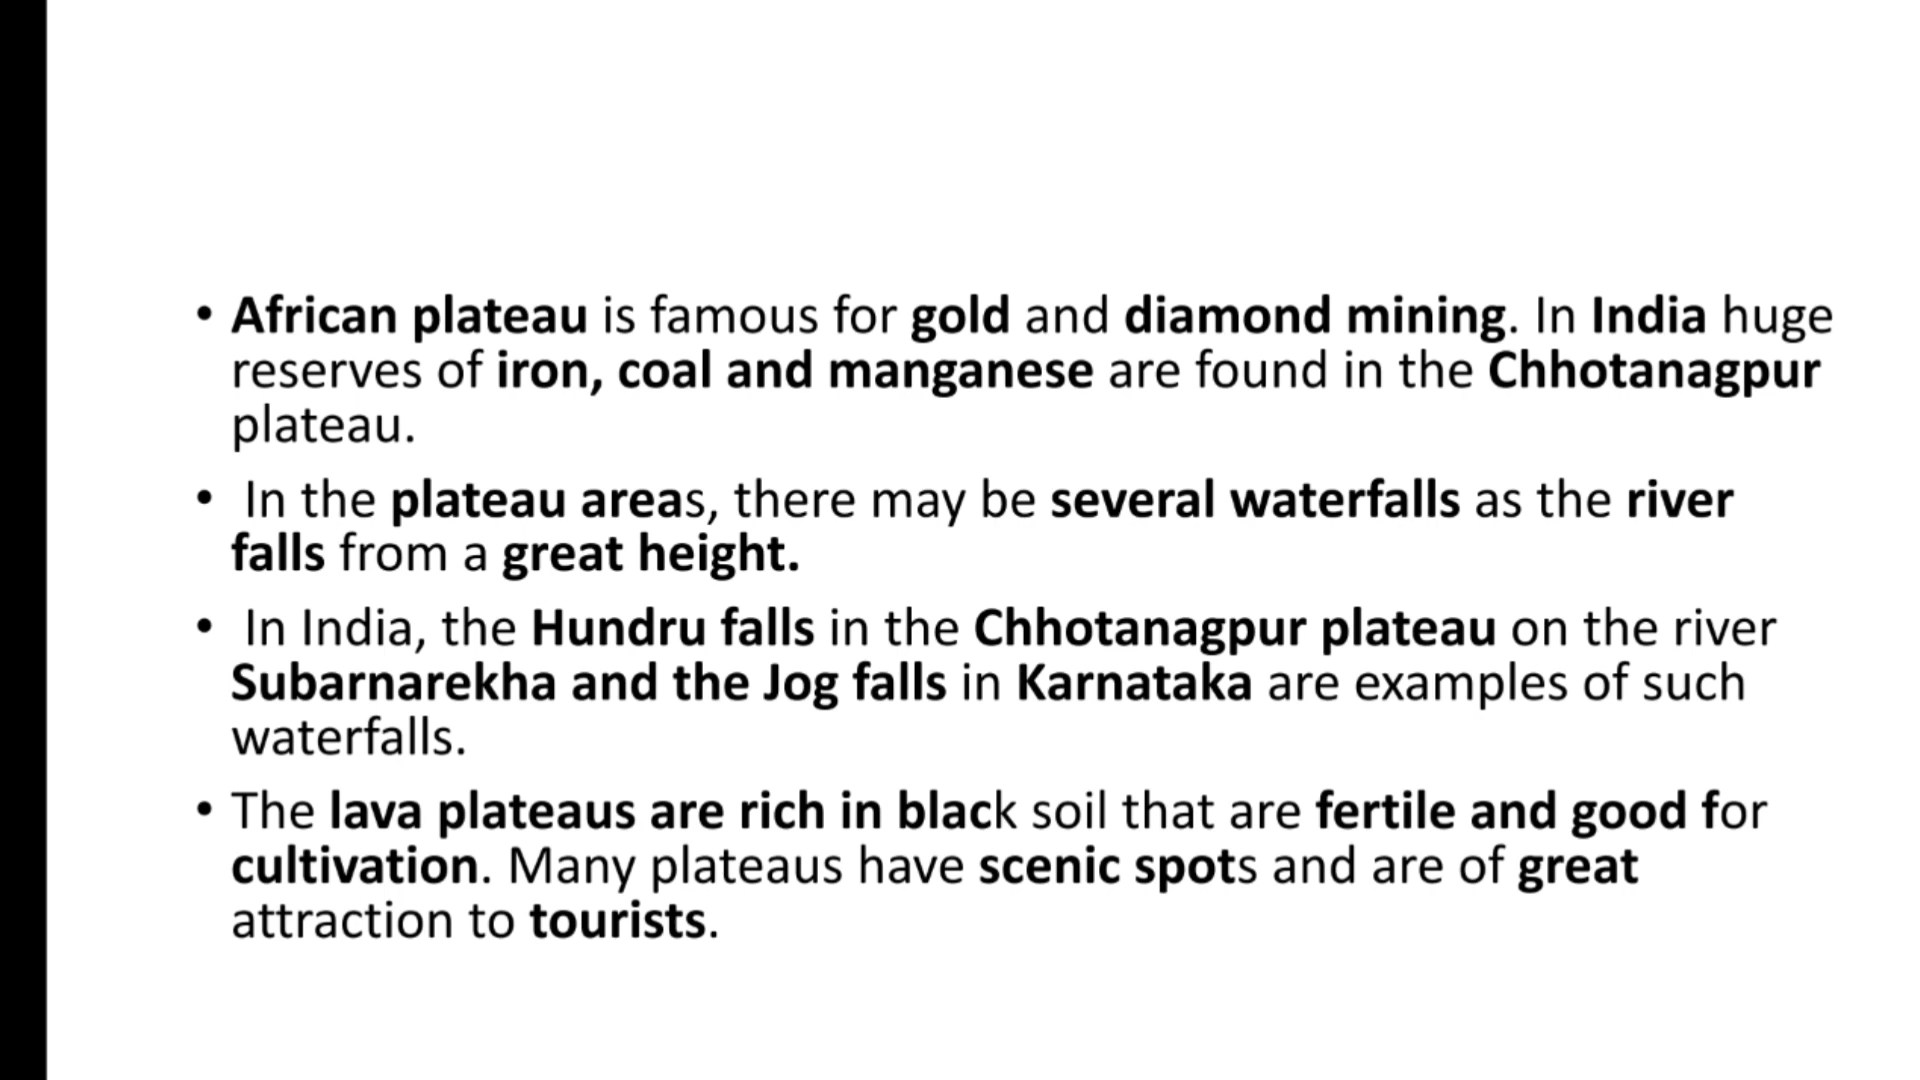 • African plateau is famous for gold and diamond mining. In India huge
reserves of iron, coal and manganese are found in the Chhotanagpur
plateau.
• In the plateau areas, there may be several waterfalls as the river
falls from a great height.
• In India, the Hundru falls in the Chhotanagpur plateau on the river
Subarnarekha and the Jog falls in Karnataka are examples of such
waterfalls.
• The lava plateaus are rich in black soil that are fertile and good for
cultivation. Many plateaus have scenic spots and are of great
attraction to tourists.